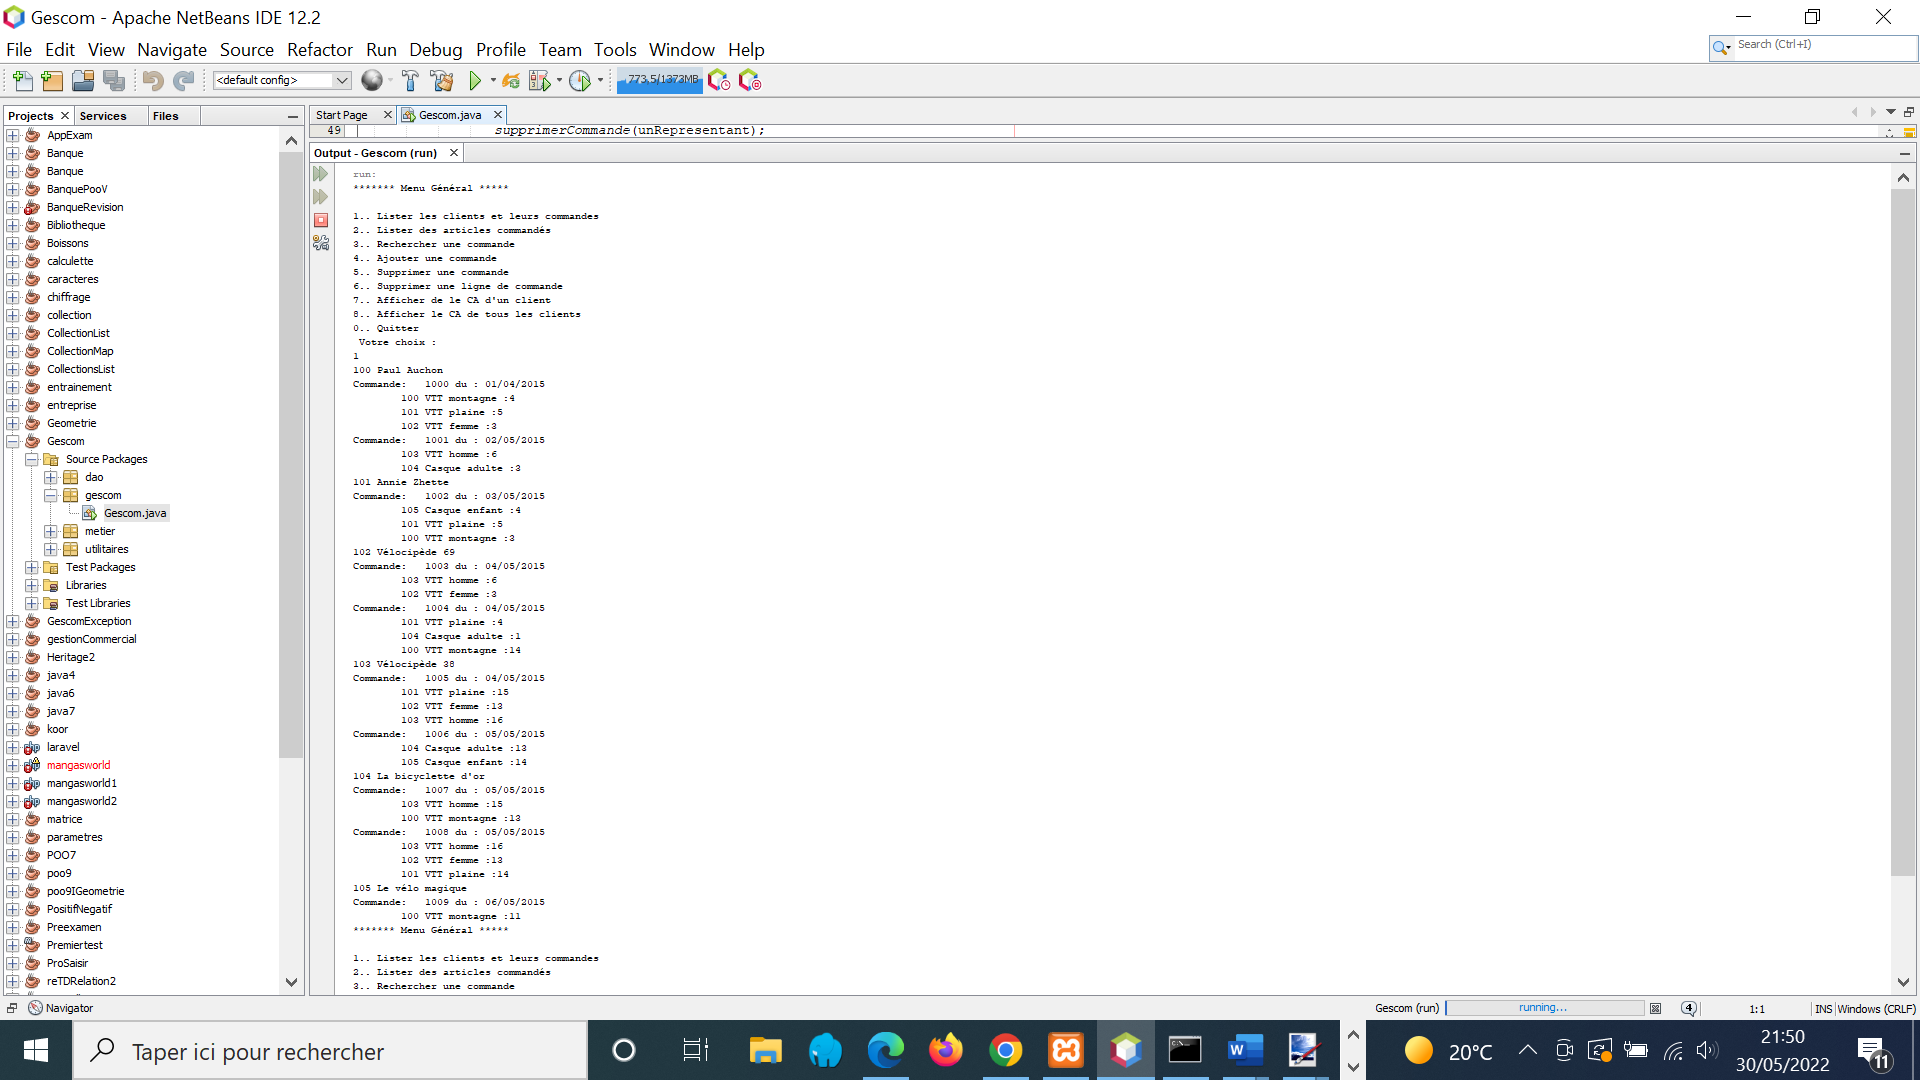 Gescom - Apache NetBeans IDE 12.2
File Edit View Navigate Source Refactor Run Debug Profile Team Tools Window Help
Search (Ctrl+I)
<default config>
773,5/1373MB
Projects Services Files
Start Page Gescom.java
AppExam
Banque
Banque
BanquePooV
BanqueRevision
Bibliotheque
Boissons
calculette
caracteres
chiffrage
collection
CollectionList
CollectionMap
CollectionsList
entrainement
entreprise
Geometrie
Gescom
Source Packages
dao
gescom
Gescom.java
metier
utilitaires
Test Packages
Libraries
Test Libraries
GescomException
gestionCommercial
Heritage2
java4
java6
java7
koor
laravel
mangasworld
mangasworld1
mangasworld2
matrice
parametres
POO7
poo9
poo9IGeometrie
PositifNegatif
Preexamen
Premiertest
ProSaisir
reTDRelation2
49 supprimerCommande(unRepresentant);
Output - Gescom (run)
run:
******* Menu Général *****
1.. Lister les clients et leurs commandes
2.. Lister des articles commandés
3.. Rechercher une commande
4.. Ajouter une commande
5.. Supprimer une commande
6.. Supprimer une ligne de commande
7.. Afficher de le CA d'un client
8.. Afficher le CA de tous les clients
0.. Quitter
Votre choix :
1
100 Paul Auchon
Commande: 1000 du : 01/04/2015
100 VTT montagne :4
101 VTT plaine :5
102 VTT femme :3
Commande: 1001 du : 02/05/2015
103 VTT homme :6
104 Casque adulte :3
101 Annie Zhette
Commande: 1002 du : 03/05/2015
105 Casque enfant :4
101 VTT plaine :5
100 VTT montagne :3
102 Vélocipède 69
Commande: 1003 du : 04/05/2015
103 VTT homme :6
102 VTT femme :3
Commande: 1004 du : 04/05/2015
101 VTT plaine :4
104 Casque adulte :1
100 VTT montagne :14
103 Vélocipède 38
Commande: 1005 du : 04/05/2015
101 VTT plaine :15
102 VTT femme :13
103 VTT homme :16
Commande: 1006 du : 05/05/2015
104 Casque adulte :13
105 Casque enfant :14
104 La bicyclette d'or
Commande: 1007 du : 05/05/2015
103 VTT homme :15
100 VTT montagne :13
Commande: 1008 du : 05/05/2015
103 VTT homme :16
102 VTT femme :13
101 VTT plaine :14
105 Le vélo magique
Commande: 1009 du : 06/05/2015
100 VTT montagne :11
******* Menu Général *****
1.. Lister les clients et leurs commandes
2.. Lister des articles commandés
3.. Rechercher une commande
Navigator
Gescom (run) running... 4 1:1 INS Windows (CRLF)
Taper ici pour rechercher
20°C
21:50
30/05/2022
11